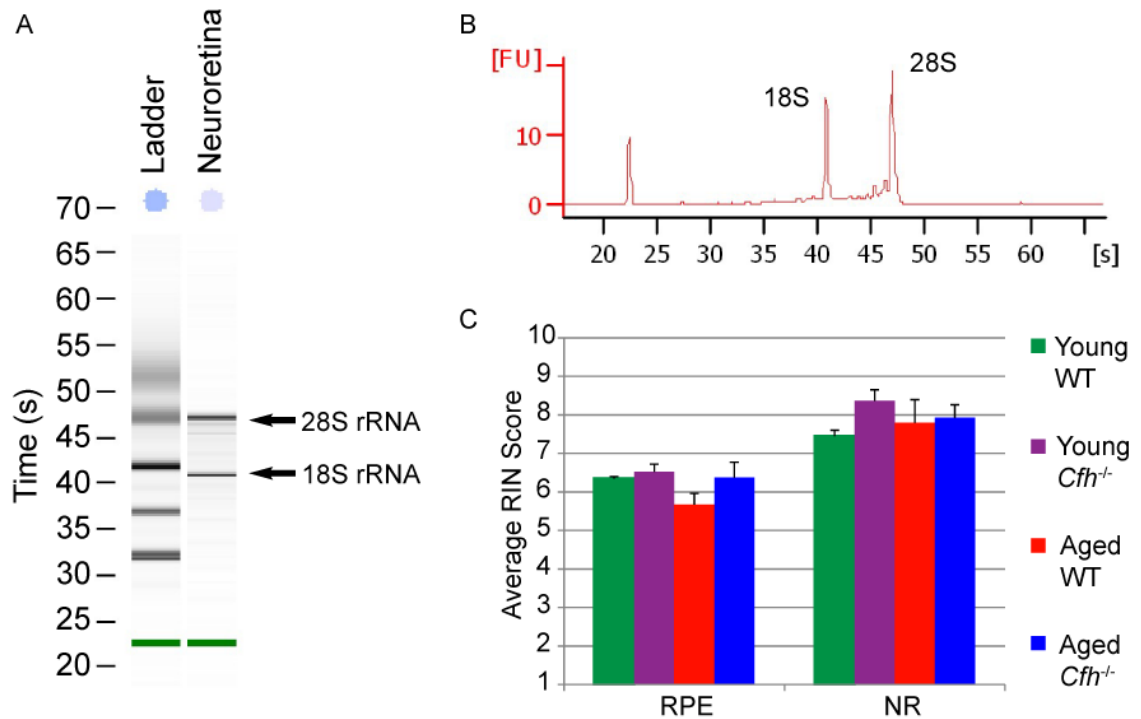 A
Ladder
Neuroretina
70
65
60
55
50
45
40
35
30
25
20
Time (s)
28S rRNA
18S rRNA
B
[FU]
10
0
18S
28S
20 25 30 35 40 45 50 55 60 [s]
C
Average RIN Score
10
9
8
7
6
5
4
3
2
1
RPE NR
Young
WT
Young
Cfh-/-
Aged
WT
Aged
Cfh-/-